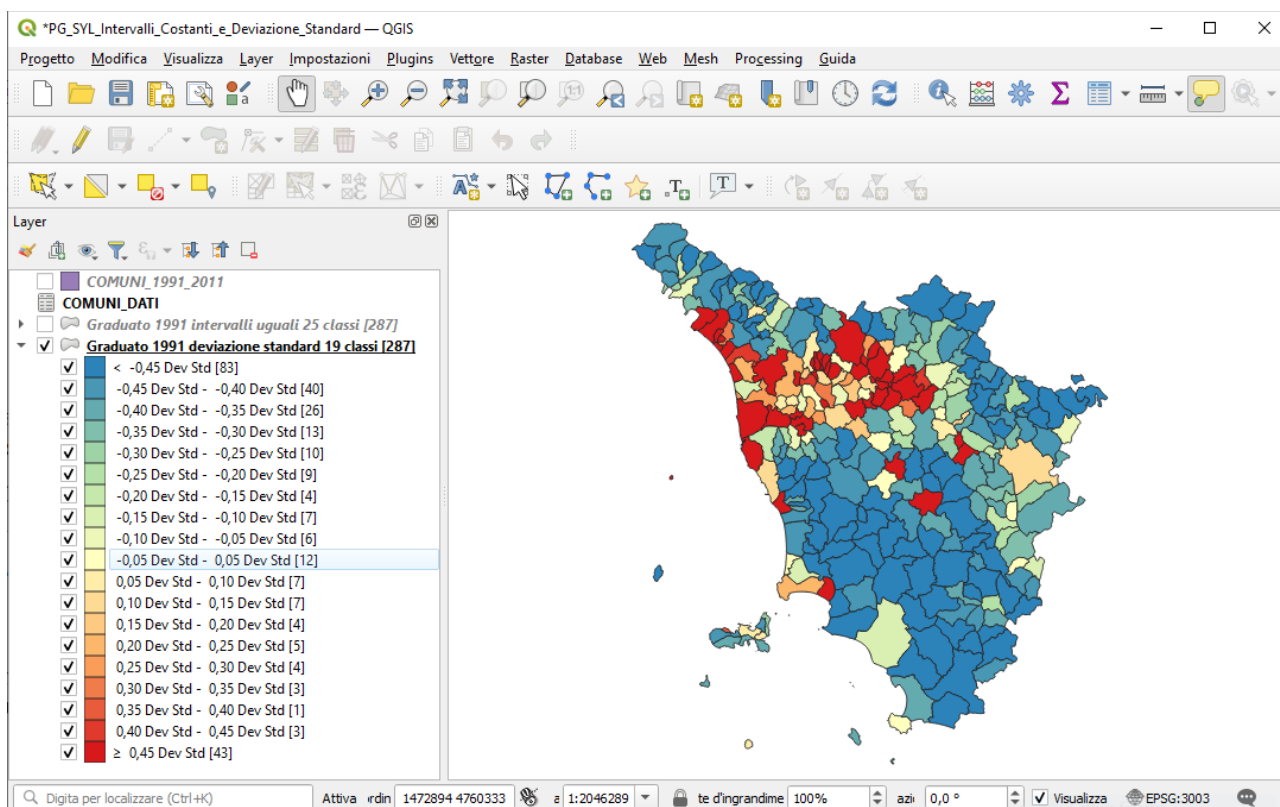 *PG_SYL_Intervalli_Costanti_e_Deviazione_Standard — QGIS
Progetto Modifica Visualizza Layer Impostazioni Plugins Vettore Raster Database Web Mesh Processing Guida
Layer
COMUNI_1991_2011
COMUNI_DATI
Graduato 1991 intervalli uguali 25 classi [287]
Graduato 1991 deviazione standard 19 classi [287]
< -0,45 Dev Std [83]
-0,45 Dev Std - -0,40 Dev Std [40]
-0,40 Dev Std - -0,35 Dev Std [26]
-0,35 Dev Std - -0,30 Dev Std [13]
-0,30 Dev Std - -0,25 Dev Std [10]
-0,25 Dev Std - -0,20 Dev Std [9]
-0,20 Dev Std - -0,15 Dev Std [4]
-0,15 Dev Std - -0,10 Dev Std [7]
-0,10 Dev Std - -0,05 Dev Std [6]
-0,05 Dev Std - 0,05 Dev Std [12]
0,05 Dev Std - 0,10 Dev Std [7]
0,10 Dev Std - 0,15 Dev Std [7]
0,15 Dev Std - 0,20 Dev Std [4]
0,20 Dev Std - 0,25 Dev Std [5]
0,25 Dev Std - 0,30 Dev Std [4]
0,30 Dev Std - 0,35 Dev Std [3]
0,35 Dev Std - 0,40 Dev Std [1]
0,40 Dev Std - 0,45 Dev Std [3]
≥ 0,45 Dev Std [43]
Digita per localizzare (Ctrl+K) Attiva rdin 1472894 4760333 a 1:2046289 te d'ingrandime 100% azi 0,0 ° Visualizza EPSG:3003